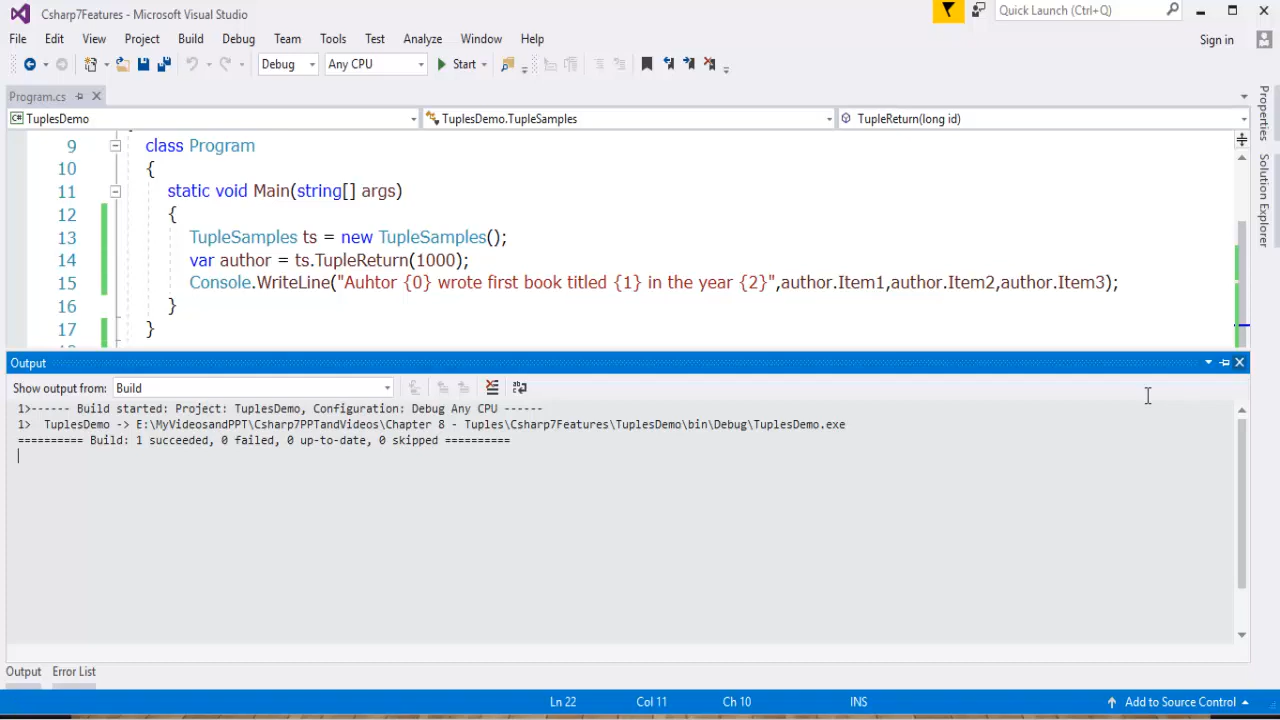 Csharp7Features - Microsoft Visual Studio
Quick Launch (Ctrl+Q)
File Edit View Project Build Debug Team Tools Test Analyze Window Help
Sign in
Debug Any CPU Start
Program.cs
TuplesDemo TuplesDemo.TupleSamples TupleReturn(long id)
Properties
Solution Explorer
9 class Program
10 {
11 static void Main(string[] args)
12 {
13 TupleSamples ts = new TupleSamples();
14 var author = ts.TupleReturn(1000);
15 Console.WriteLine("Auhtor {0} wrote first book titled {1} in the year {2}",author.Item1,author.Item2,author.Item3);
16 }
17 }
Output
Show output from: Build
1>------ Build started: Project: TuplesDemo, Configuration: Debug Any CPU ------
1> TuplesDemo -> E:\MyVideosandPPT\Csharp7PPTandVideos\Chapter 8 - Tuples\Csharp7Features\TuplesDemo\bin\Debug\TuplesDemo.exe
========== Build: 1 succeeded, 0 failed, 0 up-to-date, 0 skipped ==========
Output Error List
Ln 22 Col 11 Ch 10 INS Add to Source Control